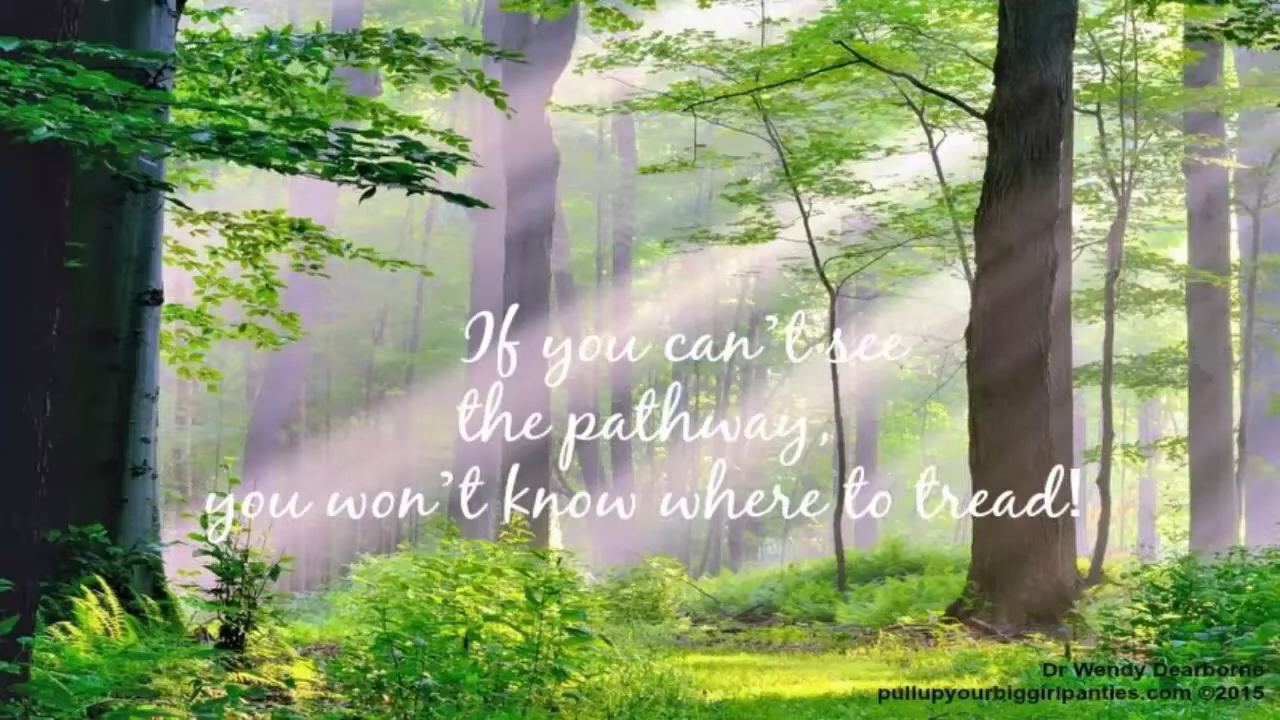 If you can't see
the pathway,
you won't know where to tread!
Dr Wendy Dearborne
pullupyourbiggirlpanties.com ©2015